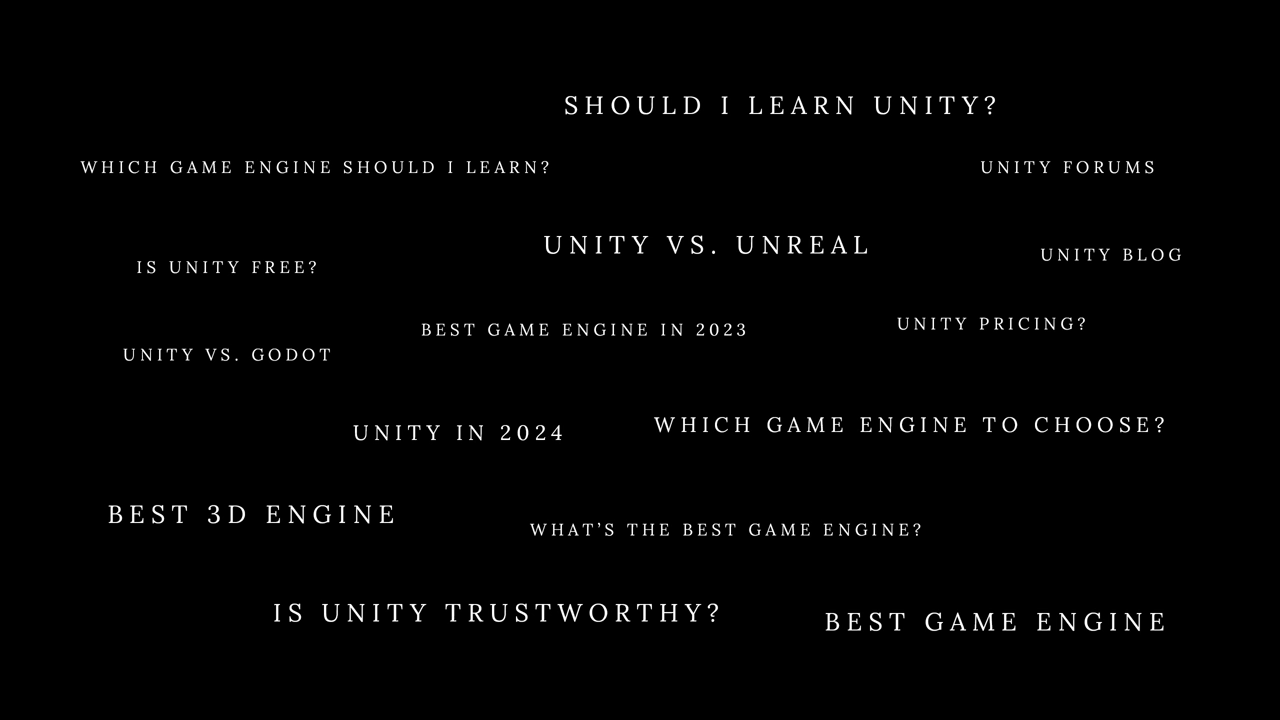 SHOULD I LEARN UNITY?
WHICH GAME ENGINE SHOULD I LEARN?
UNITY FORUMS
UNITY VS. UNREAL
UNITY BLOG
IS UNITY FREE?
UNITY PRICING?
BEST GAME ENGINE IN 2023
UNITY VS. GODOT
WHICH GAME ENGINE TO CHOOSE?
UNITY IN 2024
BEST 3D ENGINE
WHAT’S THE BEST GAME ENGINE?
IS UNITY TRUSTWORTHY?
BEST GAME ENGINE